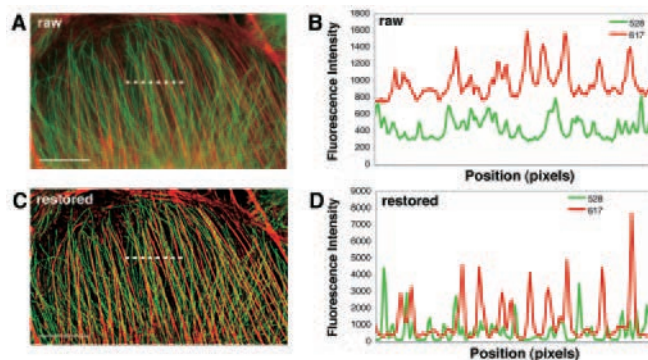 A
raw
B
raw
528
617
Fluorescence Intensity
1800
1600
1400
1200
1000
800
600
400
200
0
Position (pixels)
C
restored
D
restored
528
617
Fluorescence Intensity
9000
8000
7000
6000
5000
4000
3000
2000
1000
0
Position (pixels)